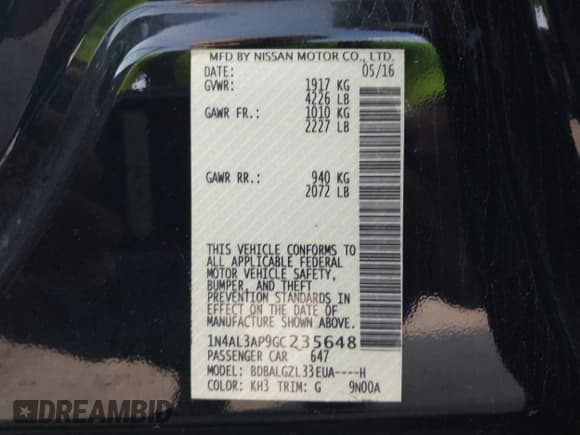 MFD BY NISSAN MOTOR CO., LTD.
DATE: 05/16
GVWR: 1917 KG
4226 LB
GAWR FR.: 1010 KG
2227 LB
GAWR RR.: 940 KG
2072 LB
THIS VEHICLE CONFORMS TO
ALL APPLICABLE FEDERAL
MOTOR VEHICLE SAFETY,
BUMPER, AND THEFT
PREVENTION STANDARDS IN
EFFECT ON THE DATE OF
MANUFACTURE SHOWN ABOVE.
1N4AL3AP9GC235648
PASSENGER CAR 647
MODEL: BDBALGZL33EUA----H
COLOR: KH3 TRIM: G 9N00A
DREAMBID